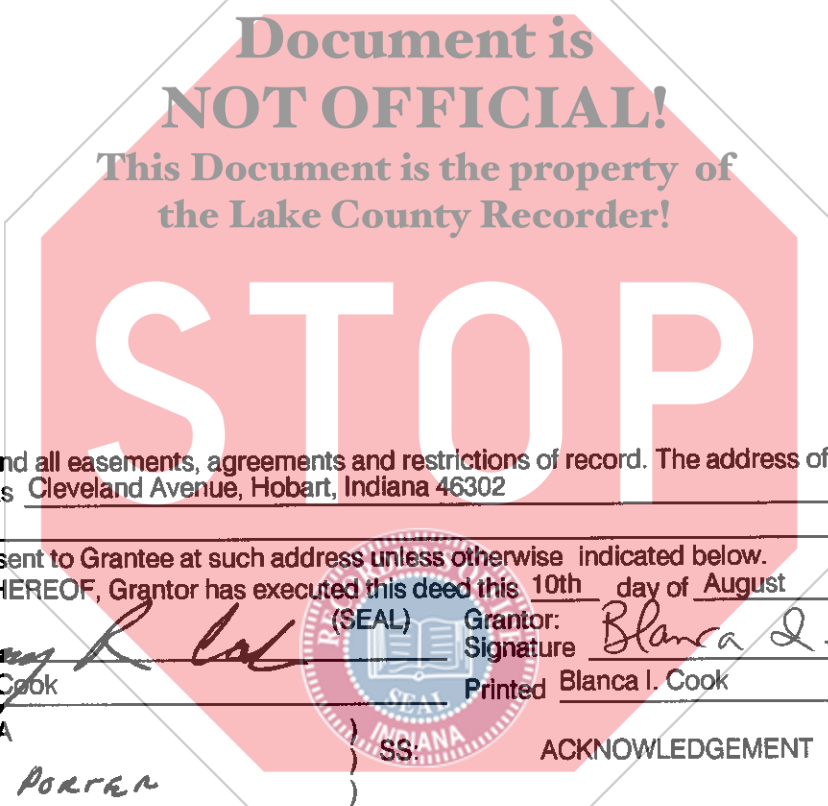 Document is
NOT OFFICIAL!
This Document is the property of
the Lake County Recorder!
STOP
nd all easements, agreements and restrictions of record. The address of
s Cleveland Avenue, Hobart, Indiana 46302
sent to Grantee at such address unless otherwise indicated below.
HEREOF, Grantor has executed this deed this 10th day of August
(SEAL) Grantor:
R Signature Blanca I.
Cook Printed Blanca I. Cook
SEAL
INDIANA
A ) SS: ACKNOWLEDGEMENT
PORTER )